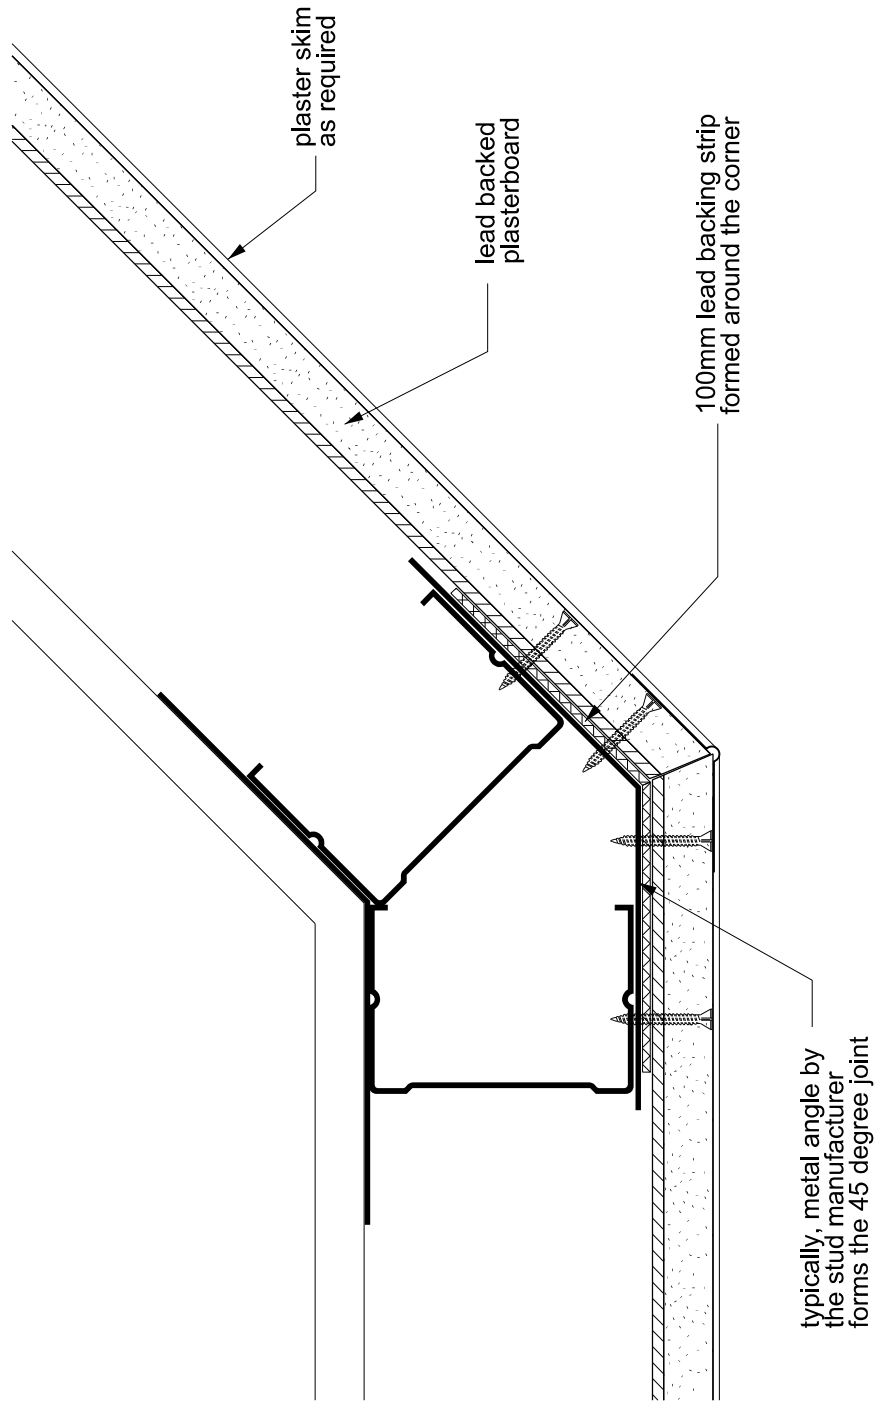 plaster skim
as required
lead backed
plasterboard
100mm lead backing strip
formed around the corner
typically, metal angle by
the stud manufacturer
forms the 45 degree joint